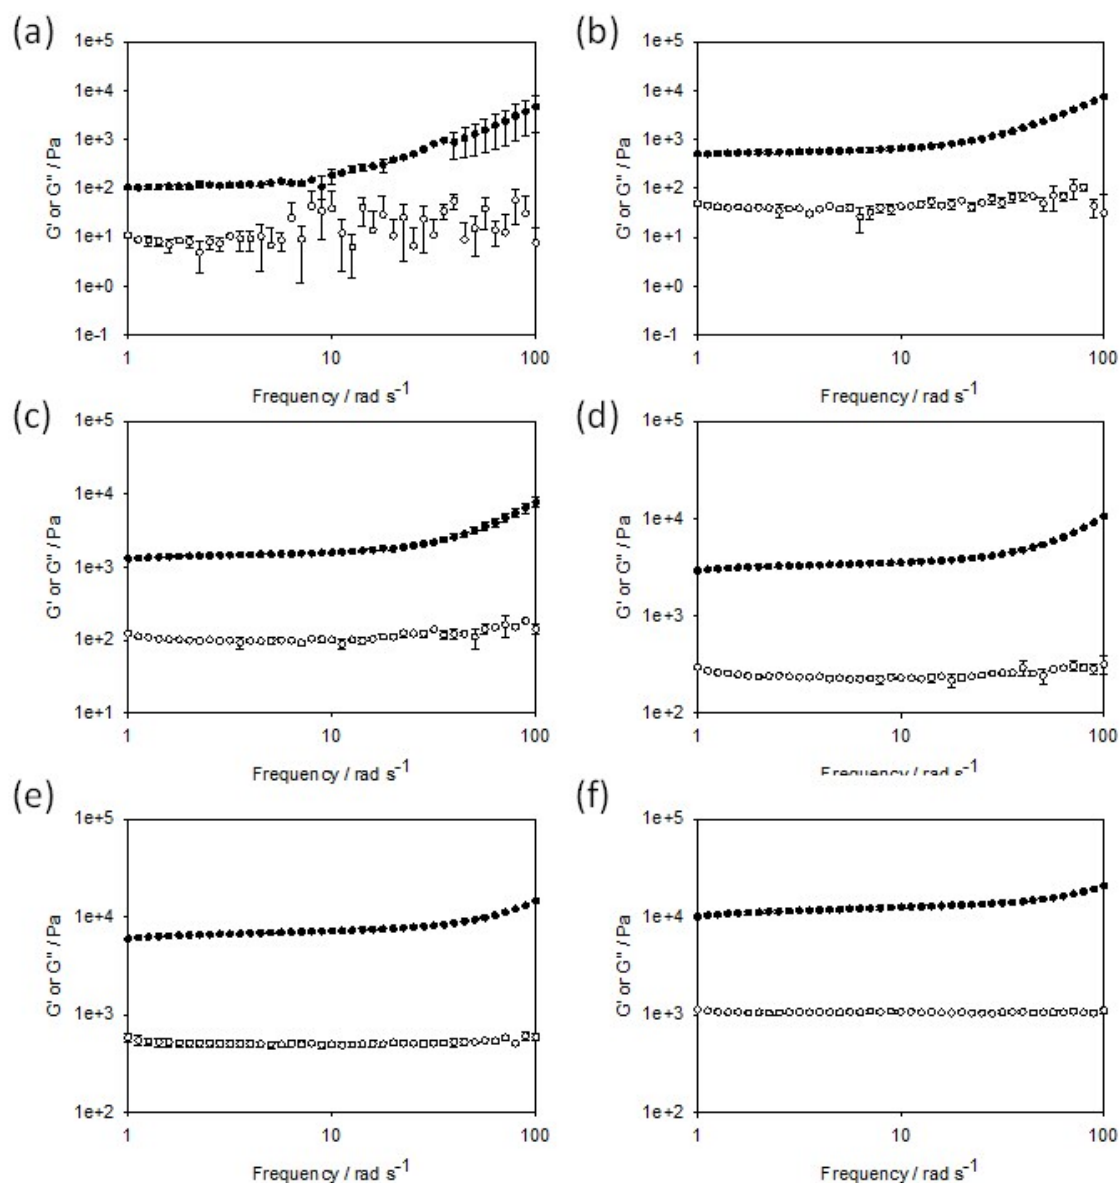 (a)
1e+5
1e+4
1e+3
1e+2
1e+1
1e+0
1e-1
G' or G" / Pa
1 10 100
Frequency / rad s⁻¹
(b)
1e+5
1e+4
1e+3
1e+2
1e+1
1e+0
1e-1
G' or G" / Pa
1 10 100
Frequency / rad s⁻¹
(c)
1e+5
1e+4
1e+3
1e+2
1e+1
G' or G" / Pa
1 10 100
Frequency / rad s⁻¹
(d)
1e+5
1e+4
1e+3
1e+2
G' or G" / Pa
1 10 100
Frequency / rad s⁻¹
(e)
1e+5
1e+4
1e+3
1e+2
G' or G" / Pa
1 10 100
Frequency / rad s⁻¹
(f)
1e+5
1e+4
1e+3
1e+2
G' or G" / Pa
1 10 100
Frequency / rad s⁻¹